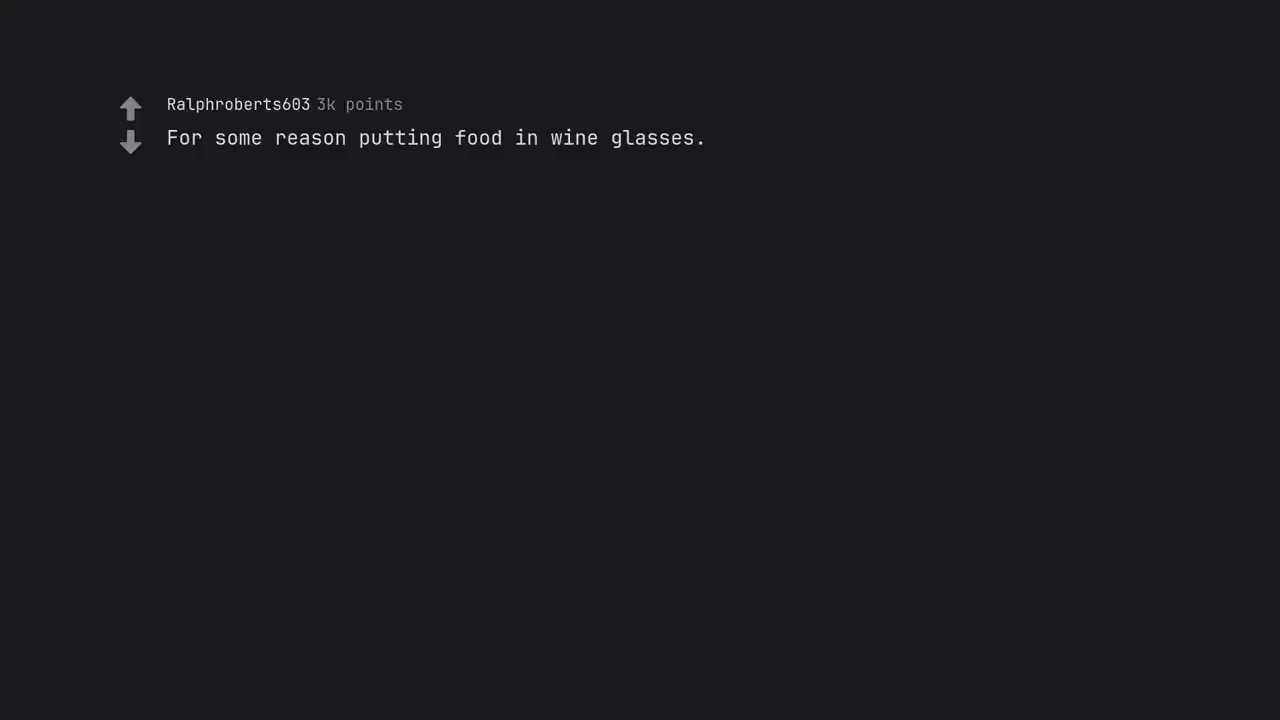 Ralphroberts603 3k points
For some reason putting food in wine glasses.